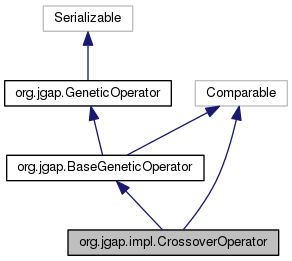 Serializable
org.jgap.GeneticOperator
Comparable
org.jgap.BaseGeneticOperator
org.jgap.impl.CrossoverOperator